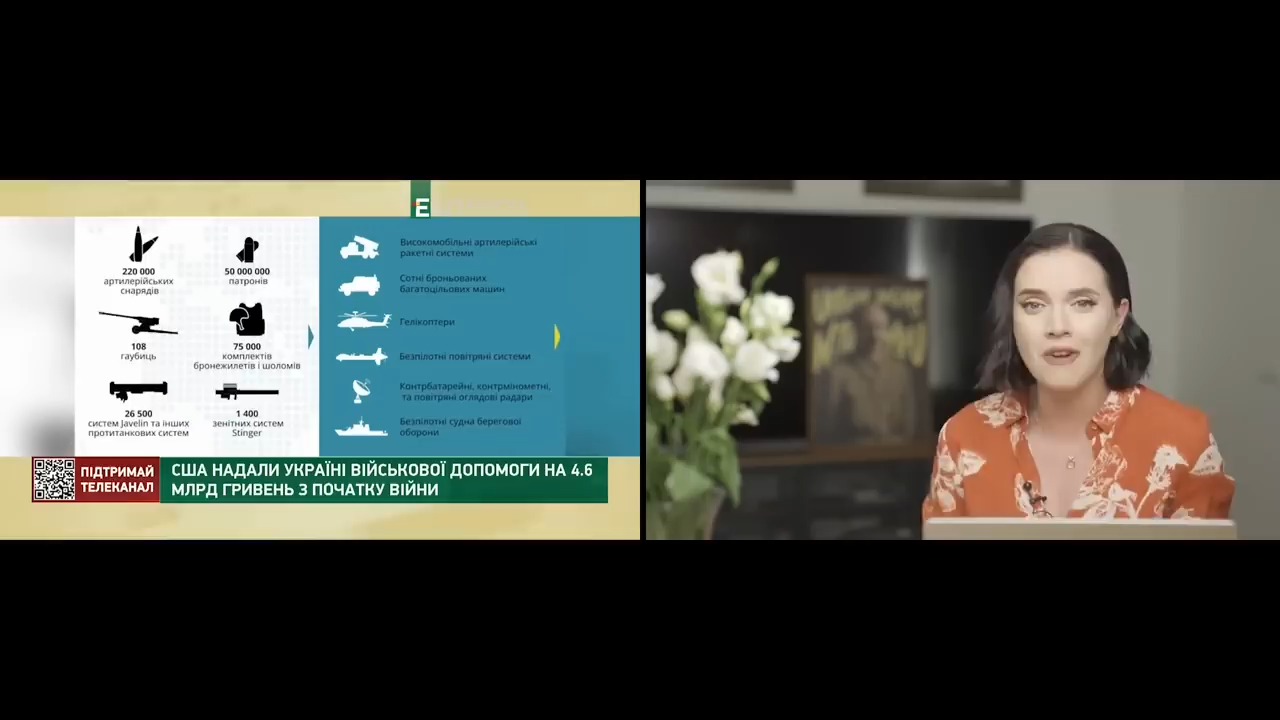 E
220 000
артилерійських
снарядів
50 000 000
патронів
108
гаубиць
75 000
комплектів
бронежилетів і шоломів
26 500
систем Javelin та інших
протитанкових систем
1 400
зенітних систем
Stinger
Високомобільні артилерійські
ракетні системи
Сотні броньованих
багатоцільових машин
Гелікоптери
Безпілотні повітряні системи
Контрбатарейні, контрмінометні,
та повітряні оглядові радари
Безпілотні судна берегової
оборони
ПІДТРИМАЙ
ТЕЛЕКАНАЛ
США НАДАЛИ УКРАЇНІ ВІЙСЬКОВОЇ ДОПОМОГИ НА 4.6
МЛРД ГРИВЕНЬ З ПОЧАТКУ ВІЙНИ